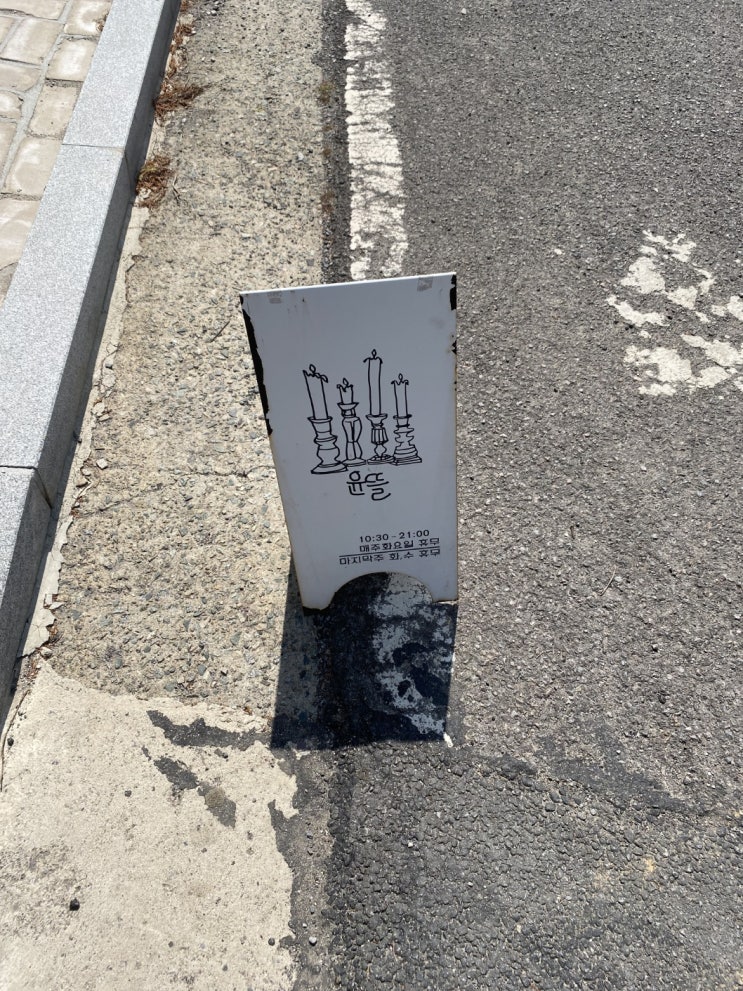 윤뜰
10:30 - 21:00
매주화요일 휴무
마지막주 화,수 휴무